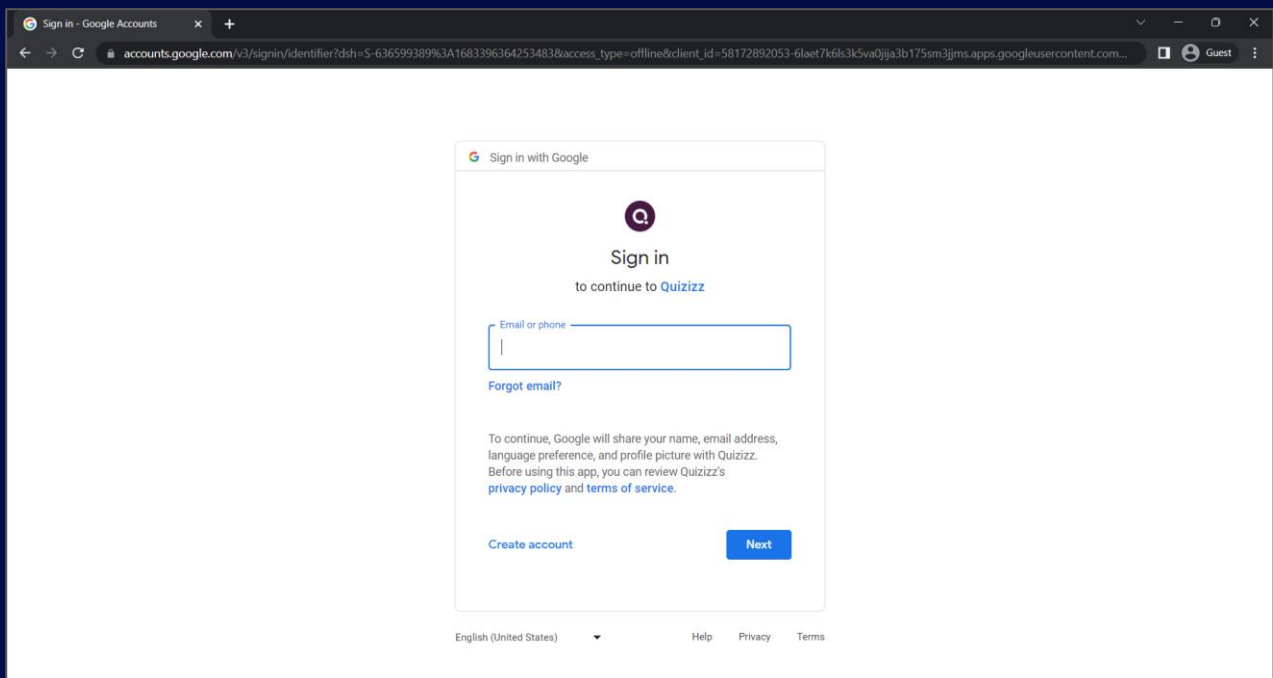 Sign in - Google Accounts
accounts.google.com/v3/signin/identifier?dsh=S-636599389%3A1683396364253483&access_type=offline&client_id=58172892053-6laet7k6ls3k5va0jija3b175sm3jjms.apps.googleusercontent.com...
Guest
Sign in with Google
Sign in
to continue to Quizizz
Email or phone
Forgot email?
To continue, Google will share your name, email address,
language preference, and profile picture with Quizizz.
Before using this app, you can review Quizizz's
privacy policy and terms of service.
Create account
Next
English (United States)
Help Privacy Terms